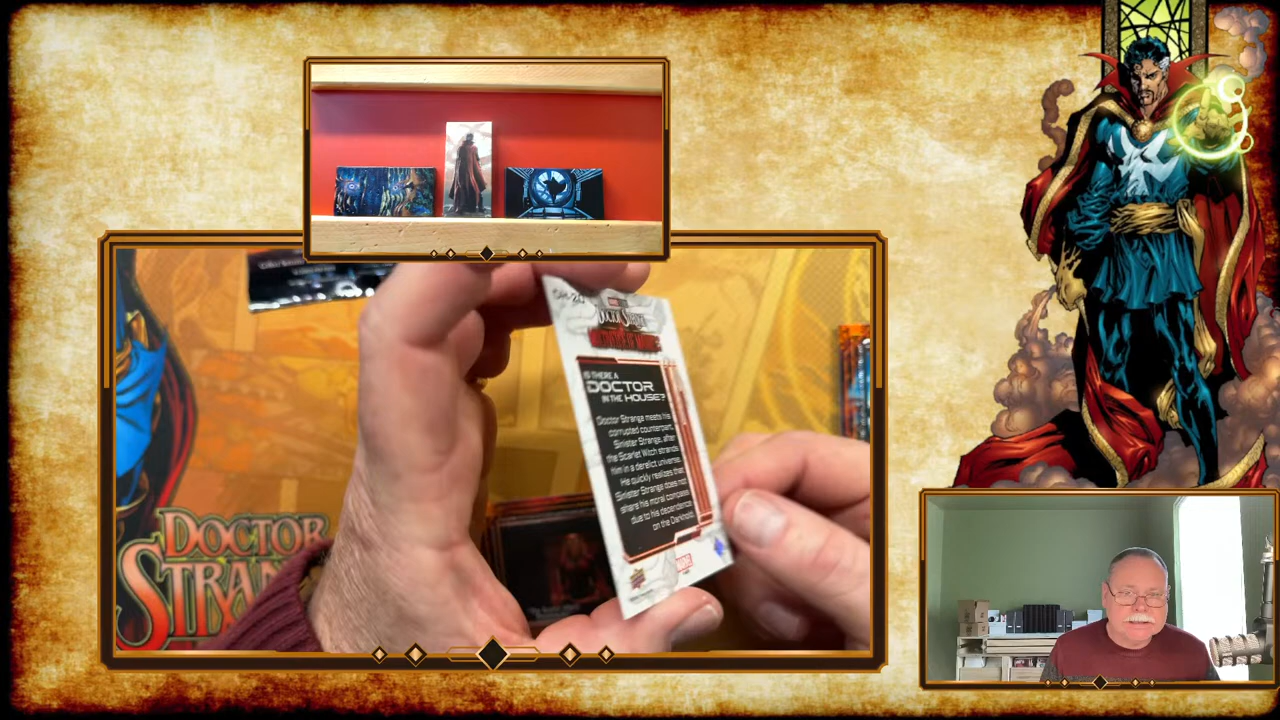 DOCTOR
STRANGE
IS THERE A
DOCTOR
IN THE HOUSE?
Doctor Strange meets his
corrupted counterpart,
Sinister Strange, after
the Scarlet Witch strands
him in a derelict universe.
He quickly realizes that
Sinister Strange does not
share his moral compass
due to his dependence
on the Darkhold.
MARVEL
DOCTOR
STRAN